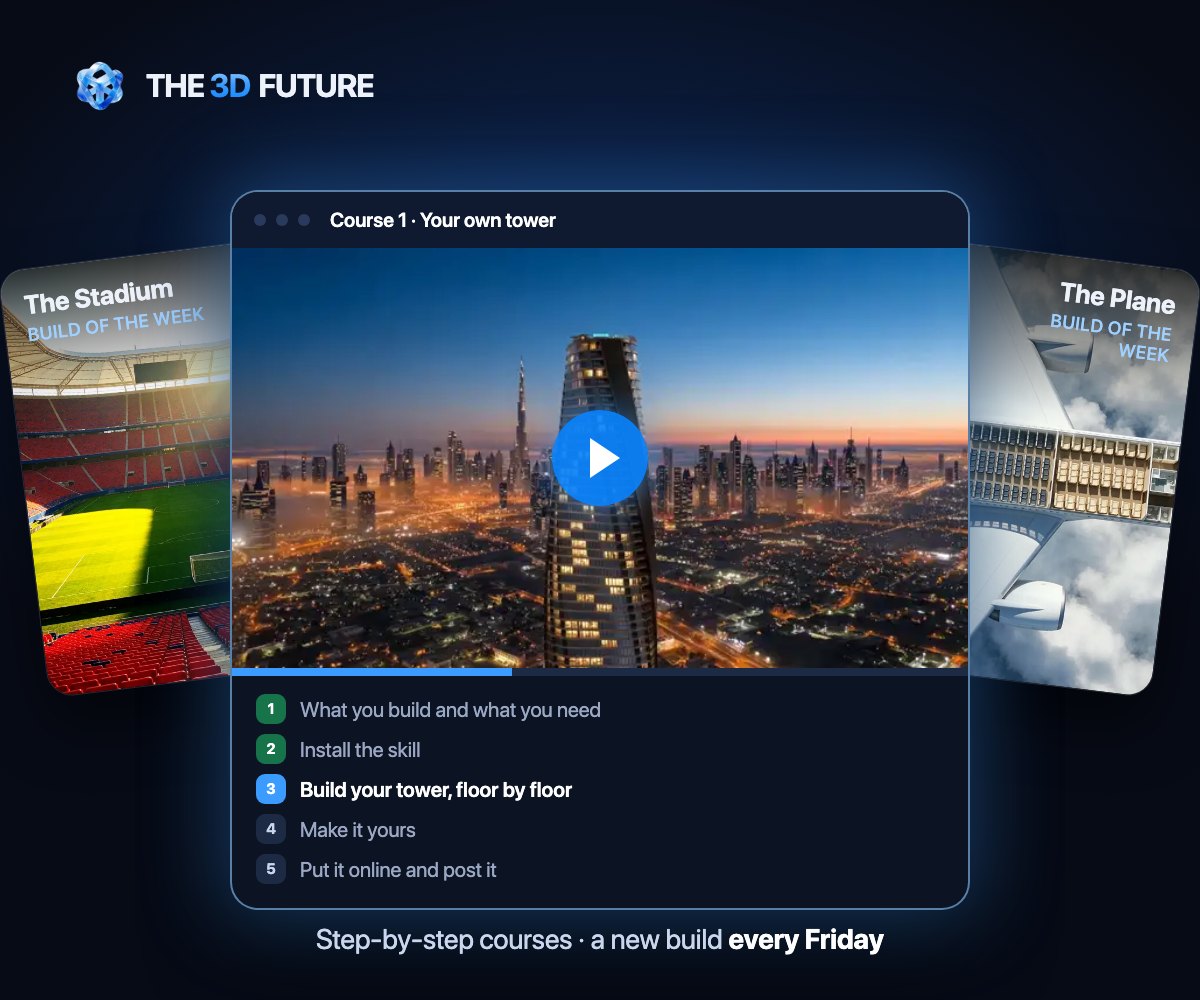 THE 3D FUTURE
Course 1 · Your own tower
The Stadium
BUILD OF THE WEEK
The Plane
BUILD OF THE
WEEK
1 What you build and what you need
2 Install the skill
3 Build your tower, floor by floor
4 Make it yours
5 Put it online and post it
Step-by-step courses · a new build every Friday